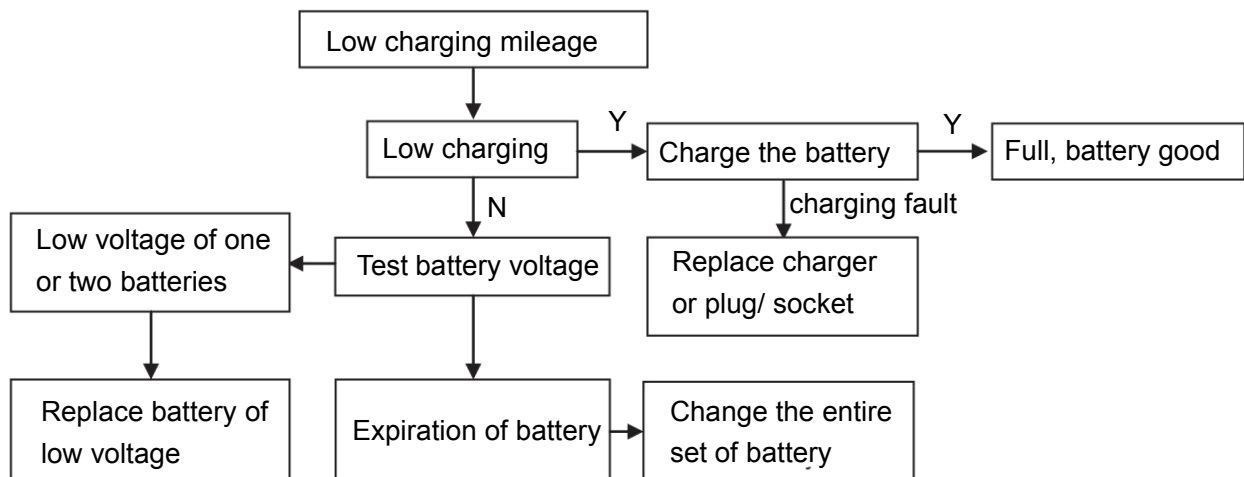 Low charging mileage
Low charging
Y
Charge the battery
Y
Full, battery good
N
charging fault
Low voltage of one
or two batteries
Test battery voltage
Replace charger
or plug/ socket
Replace battery of
low voltage
Expiration of battery
Change the entire
set of battery